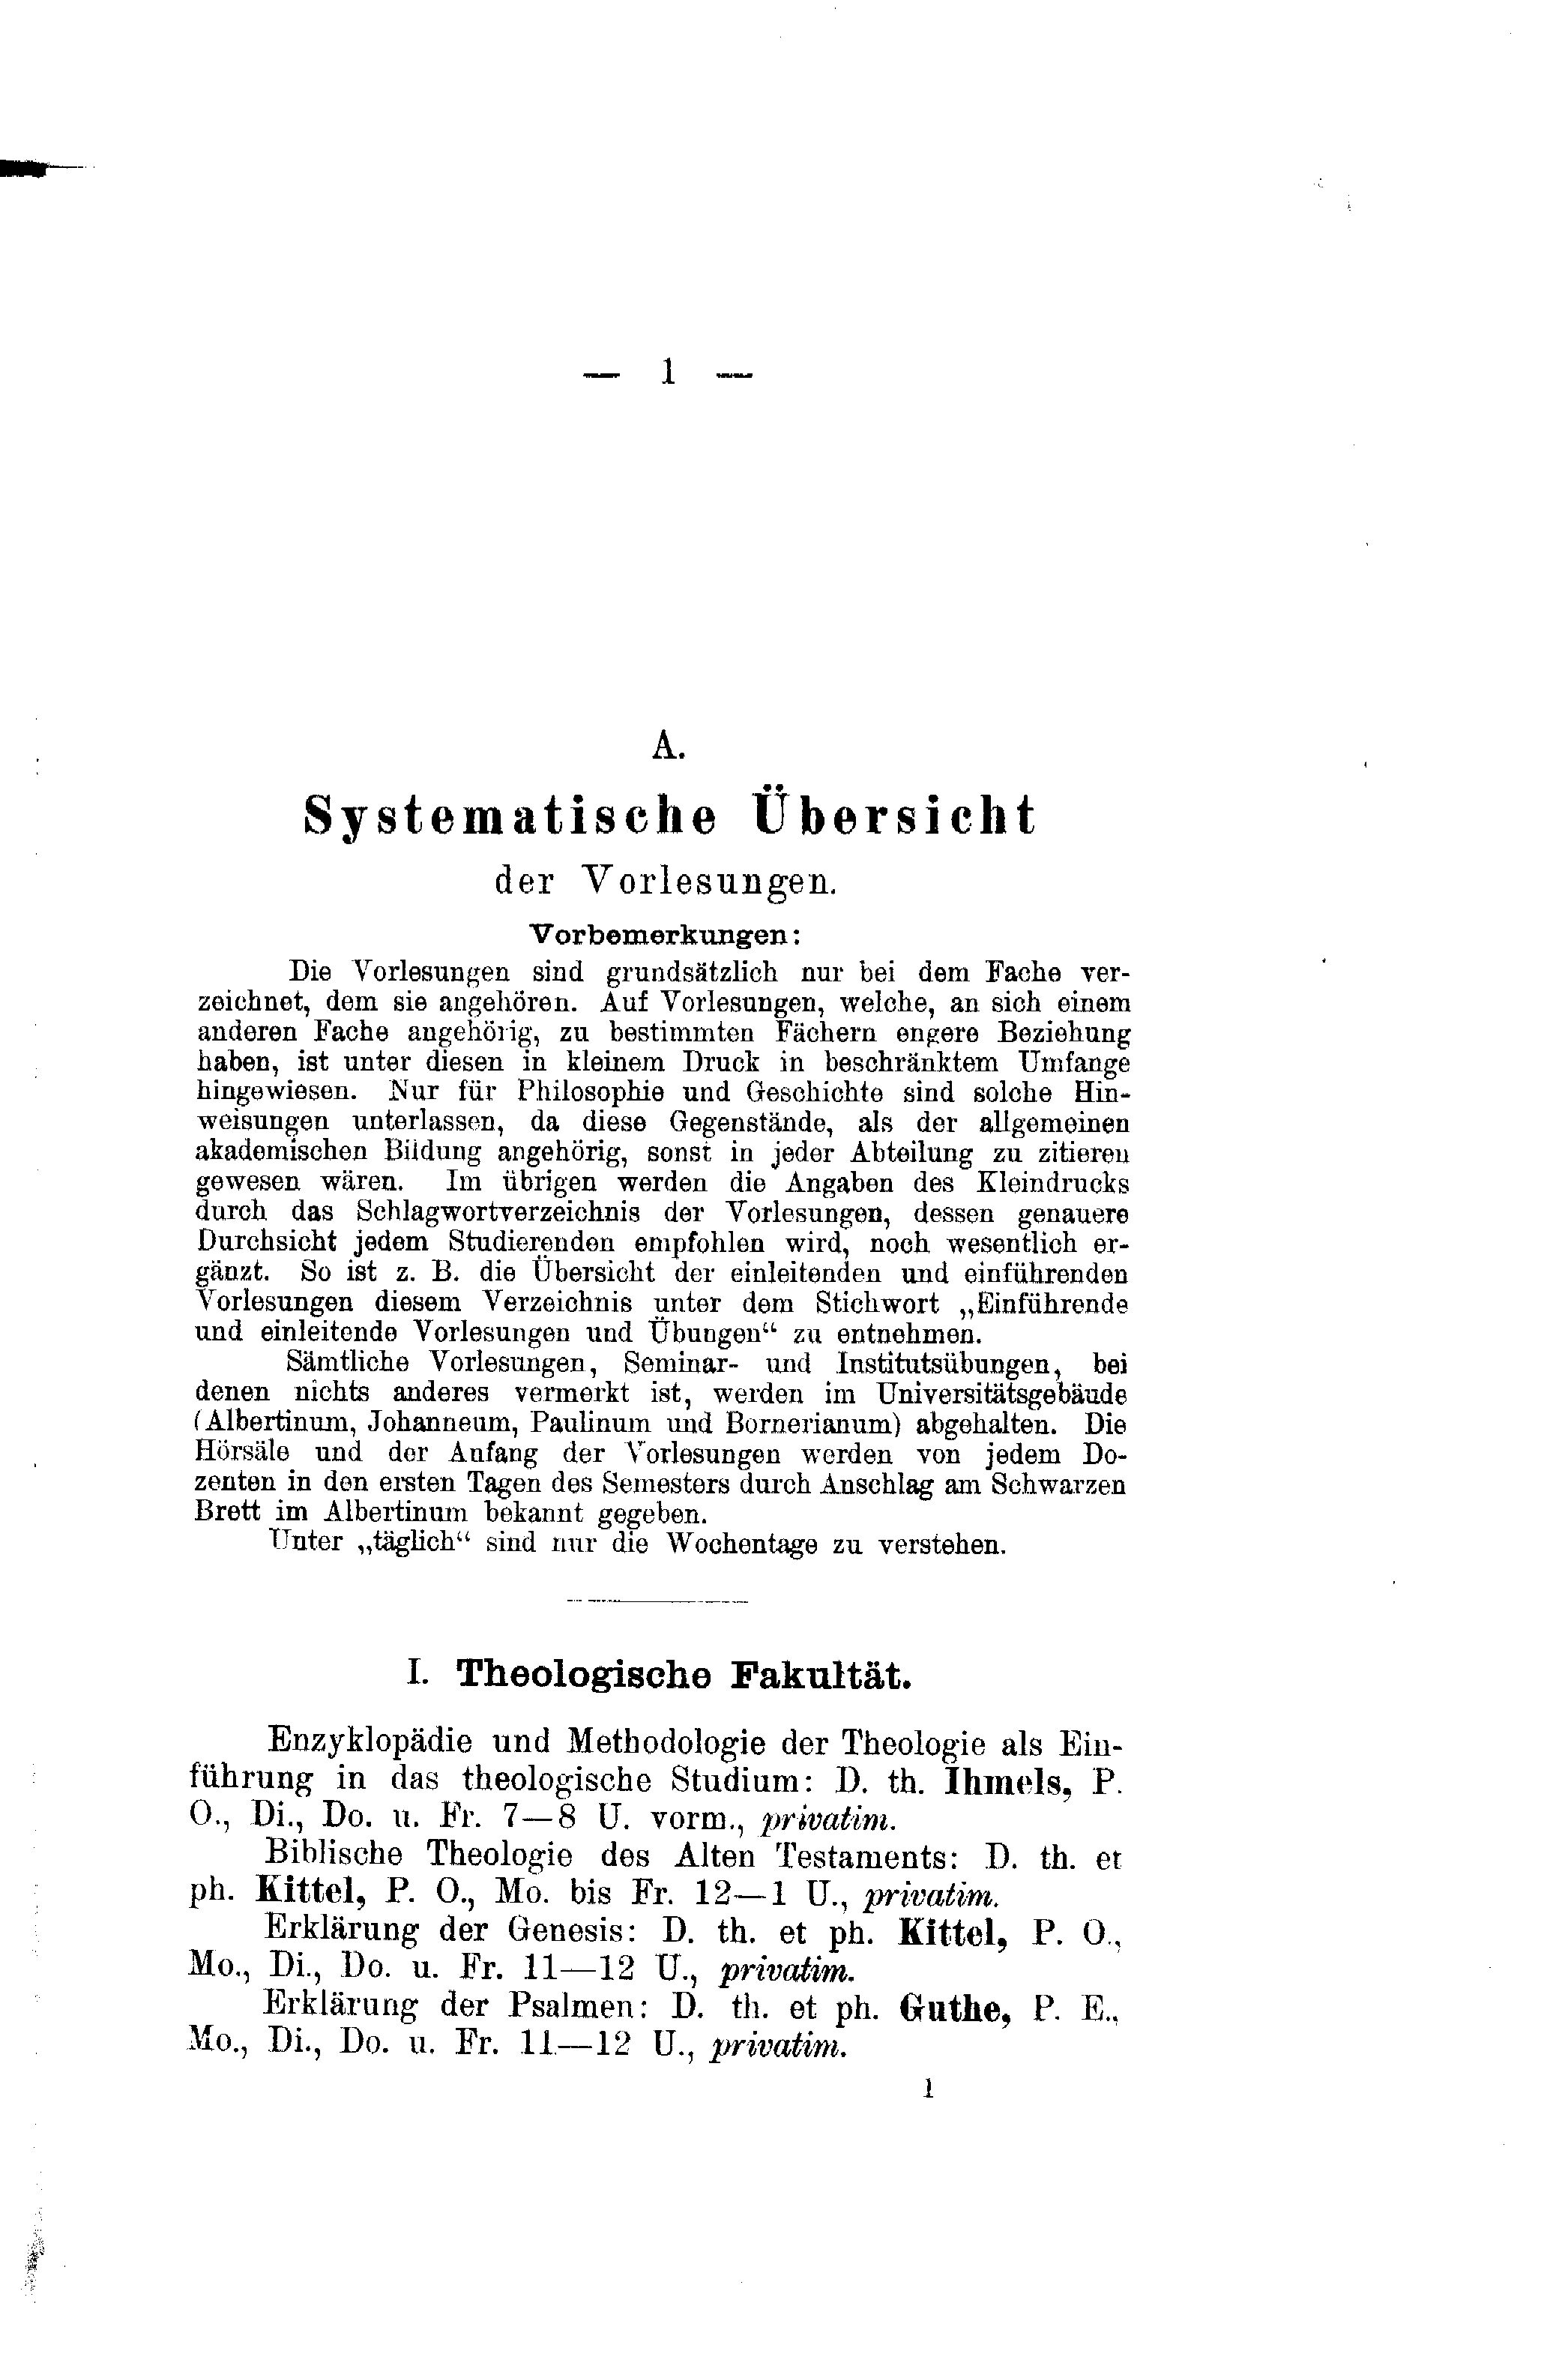 — 1 —
A.
Systematische Übersicht
der Vorlesungen.
Vorbemerkungen:
Die Vorlesungen sind grundsätzlich nur bei dem Fache ver-
zeichnet, dem sie angehören. Auf Vorlesungen, welche, an sich einem
anderen Fache angehörig, zu bestimmten Fächern engere Beziehung
haben, ist unter diesen in kleinem Druck in beschränktem Umfange
hingewiesen. Nur für Philosophie und Geschichte sind solche Hin-
weisungen unterlassen, da diese Gegenstände, als der allgemeinen
akademischen Bildung angehörig, sonst in jeder Abteilung zu zitieren
gewesen wären. Im übrigen werden die Angaben des Kleindrucks
durch das Schlagwortverzeichnis der Vorlesungen, dessen genauere
Durchsicht jedem Studierenden empfohlen wird, noch wesentlich er-
gänzt. So ist z. B. die Übersicht der einleitenden und einführenden
Vorlesungen diesem Verzeichnis unter dem Stichwort „Einführende
und einleitende Vorlesungen und Übungen“ zu entnehmen.
Sämtliche Vorlesungen, Seminar- und Institutsübungen, bei
denen nichts anderes vermerkt ist, werden im Universitätsgebäude
(Albertinum, Johanneum, Paulinum und Bornerianum) abgehalten. Die
Hörsäle und der Anfang der Vorlesungen werden von jedem Do-
zenten in den ersten Tagen des Semesters durch Anschlag am Schwarzen
Brett im Albertinum bekannt gegeben.
Unter „täglich“ sind nur die Wochentage zu verstehen.
I. Theologische Fakultät.
Enzyklopädie und Methodologie der Theologie als Ein-
führung in das theologische Studium: D. th. Ihmels, P.
O., Di., Do. u. Fr. 7—8 U. vorm., privatim.
Biblische Theologie des Alten Testaments: D. th. et
ph. Kittel, P. O., Mo. bis Fr. 12—1 U., privatim.
Erklärung der Genesis: D. th. et ph. Kittel, P. O.,
Mo., Di., Do. u. Fr. 11—12 U., privatim.
Erklärung der Psalmen: D. th. et ph. Guthe, P. E.,
Mo., Di., Do. u. Fr. 11—12 U., privatim.
1